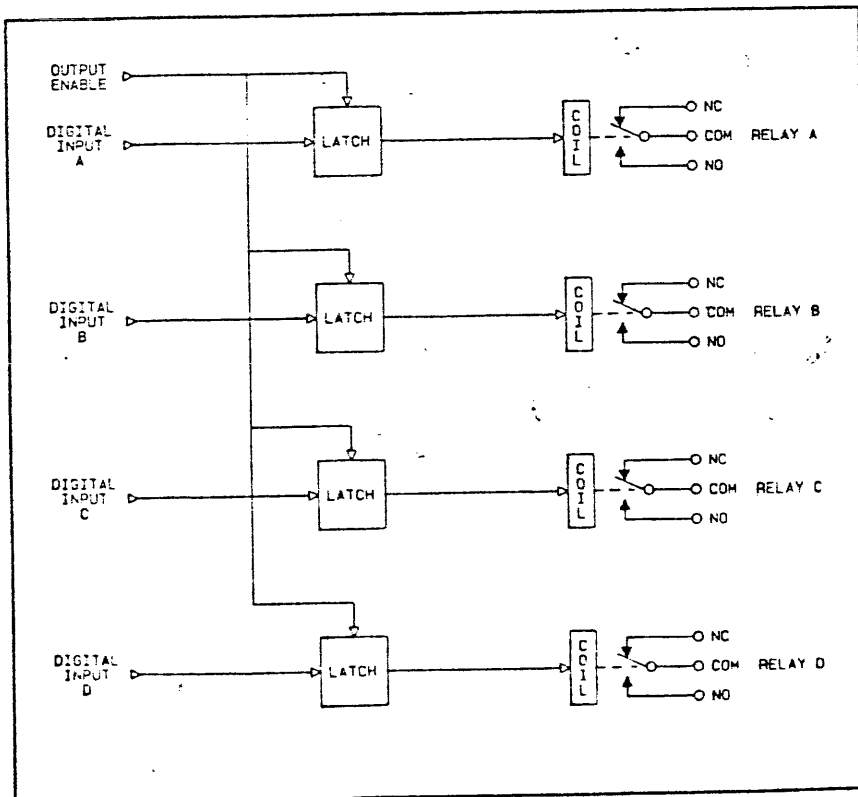 OUTPUT
ENABLE
DIGITAL
INPUT
A
LATCH
COIL
NC
COM RELAY A
NO
DIGITAL
INPUT
B
LATCH
COIL
NC
COM RELAY B
NO
DIGITAL
INPUT
C
LATCH
COIL
NC
COM RELAY C
NO
DIGITAL
INPUT
D
LATCH
COIL
NC
COM RELAY D
NO